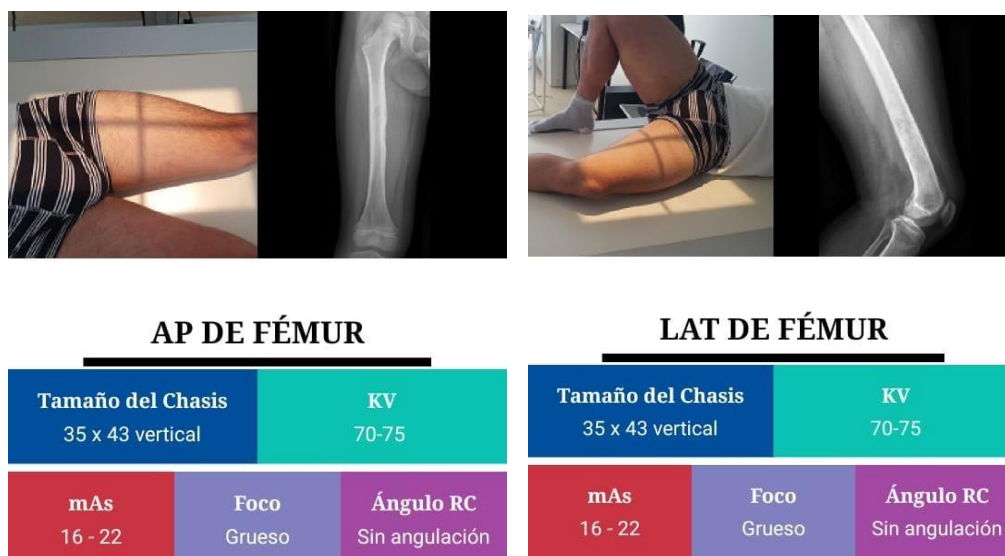 AP DE FÉMUR
Tamaño del Chasis
35 x 43 vertical
KV
70-75
mAs
16 - 22
Foco
Grueso
Ángulo RC
Sin angulación
LAT DE FÉMUR
Tamaño del Chasis
35 x 43 vertical
KV
70-75
mAs
16 - 22
Foco
Grueso
Ángulo RC
Sin angulación